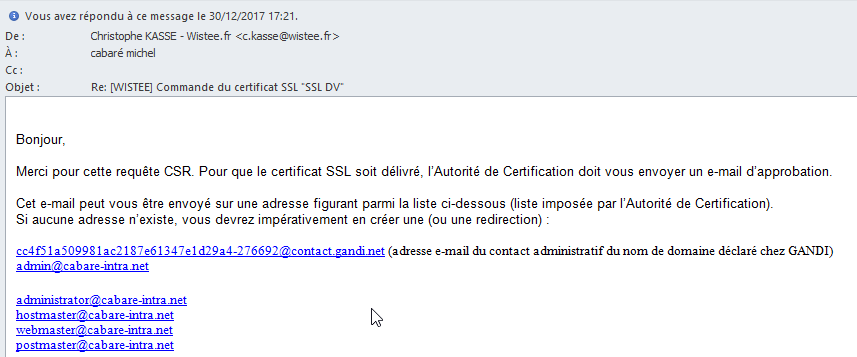 Vous avez répondu à ce message le 30/12/2017 17:21.
De : Christophe KASSE - Wistee.fr <c.kasse@wistee.fr>
À : cabaré michel
Cc :
Objet : Re: [WISTEE] Commande du certificat SSL "SSL DV"
Bonjour,
Merci pour cette requête CSR. Pour que le certificat SSL soit délivré, l'Autorité de Certification doit vous envoyer un e-mail d'approbation.
Cet e-mail peut vous être envoyé sur une adresse figurant parmi la liste ci-dessous (liste imposée par l'Autorité de Certification).
Si aucune adresse n'existe, vous devrez impérativement en créer une (ou une redirection) :
cc4f51a509981ac2187e61347e1d29a4-276692@contact.gandi.net (adresse e-mail du contact administratif du nom de domaine déclaré chez GANDI)
admin@cabare-intra.net
administrator@cabare-intra.net
hostmaster@cabare-intra.net
webmaster@cabare-intra.net
postmaster@cabare-intra.net